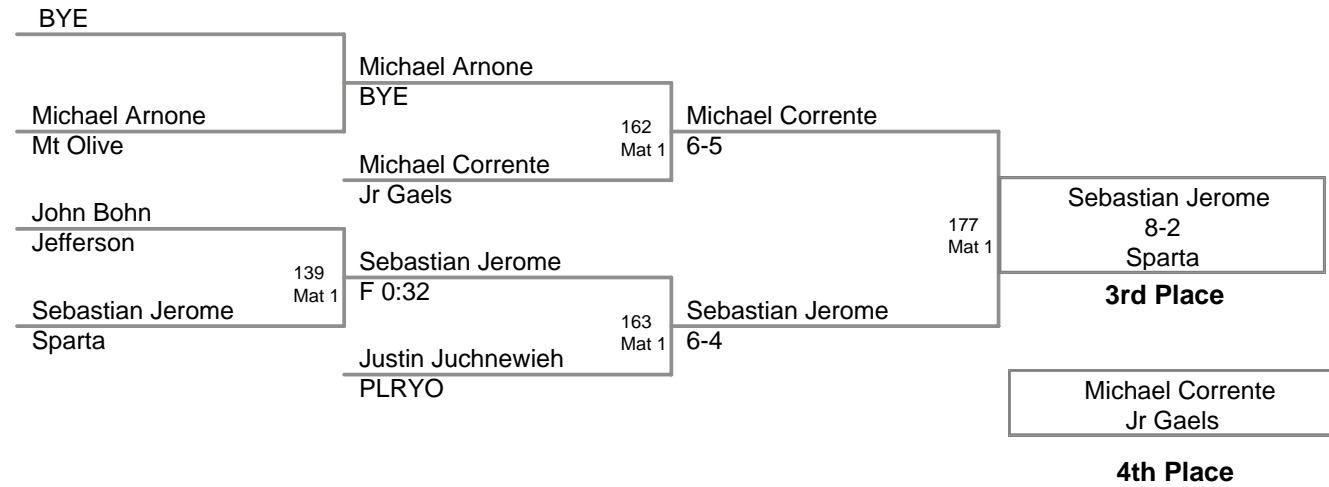 BYE
Michael Arnone
Mt Olive
John Bohn
Jefferson
139
Mat 1
Sebastian Jerome
Sparta
Michael Arnone
BYE
162
Mat 1
Michael Corrente
Jr Gaels
Sebastian Jerome
F 0:32
163
Mat 1
Justin Juchnewieh
PLRYO
Michael Corrente
6-5
177
Mat 1
Sebastian Jerome
6-4
Sebastian Jerome
8-2
Sparta
3rd Place
Michael Corrente
Jr Gaels
4th Place